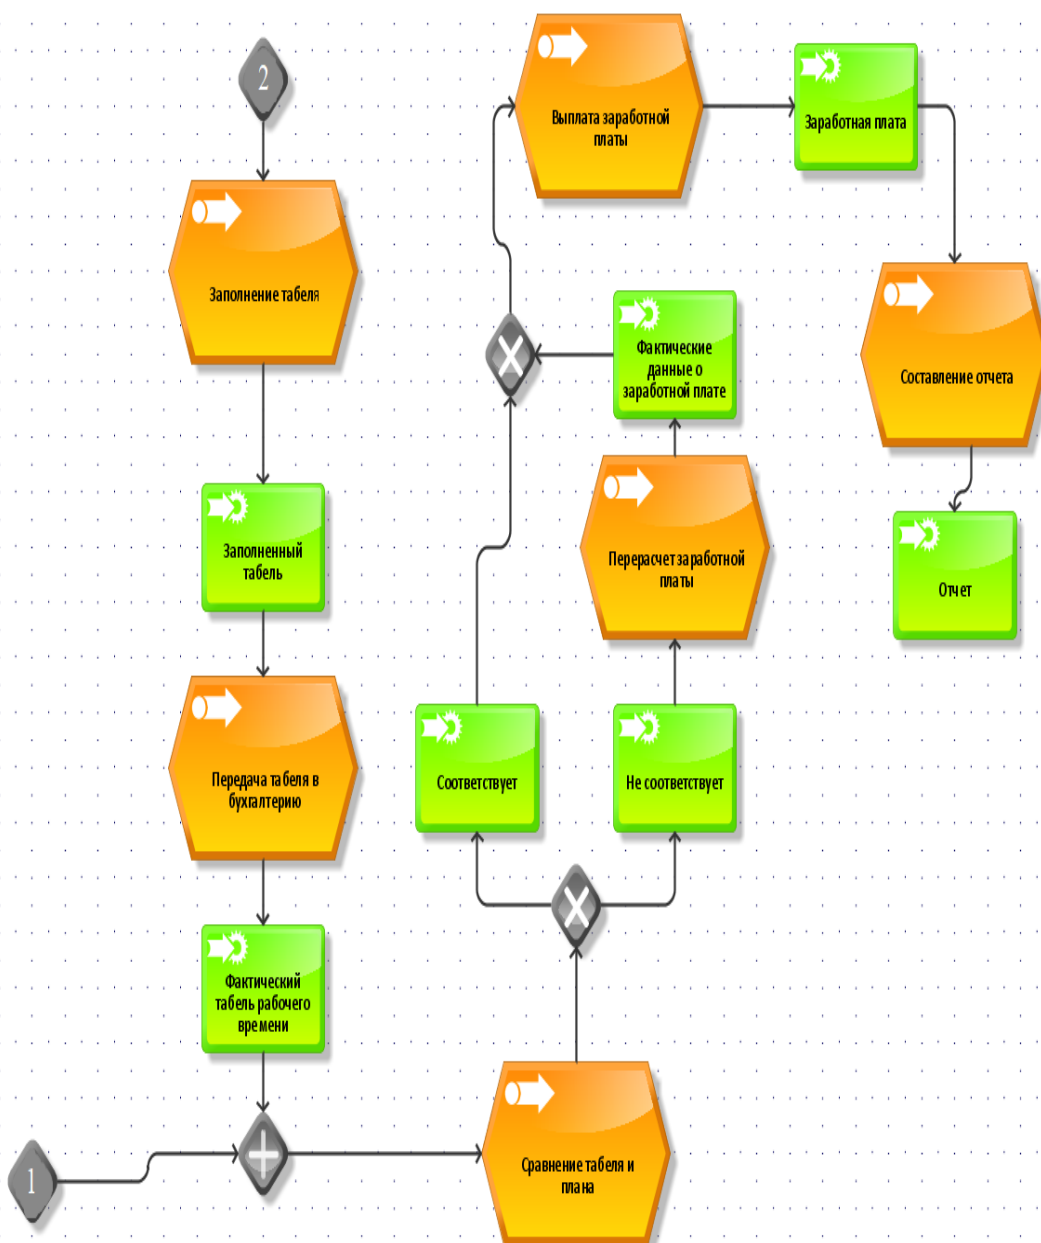 2
Заполнение табеля
Заполненный
табель
Передача табеля в
бухгалтерию
Фактический
табель рабочего
времени
1
Сравнение табеля и
плана
Соответствует
Не соответствует
Перерасчет заработной
платы
Фактические
данные о
заработной плате
Выплата заработной
платы
Заработная плата
Составление отчета
Отчет